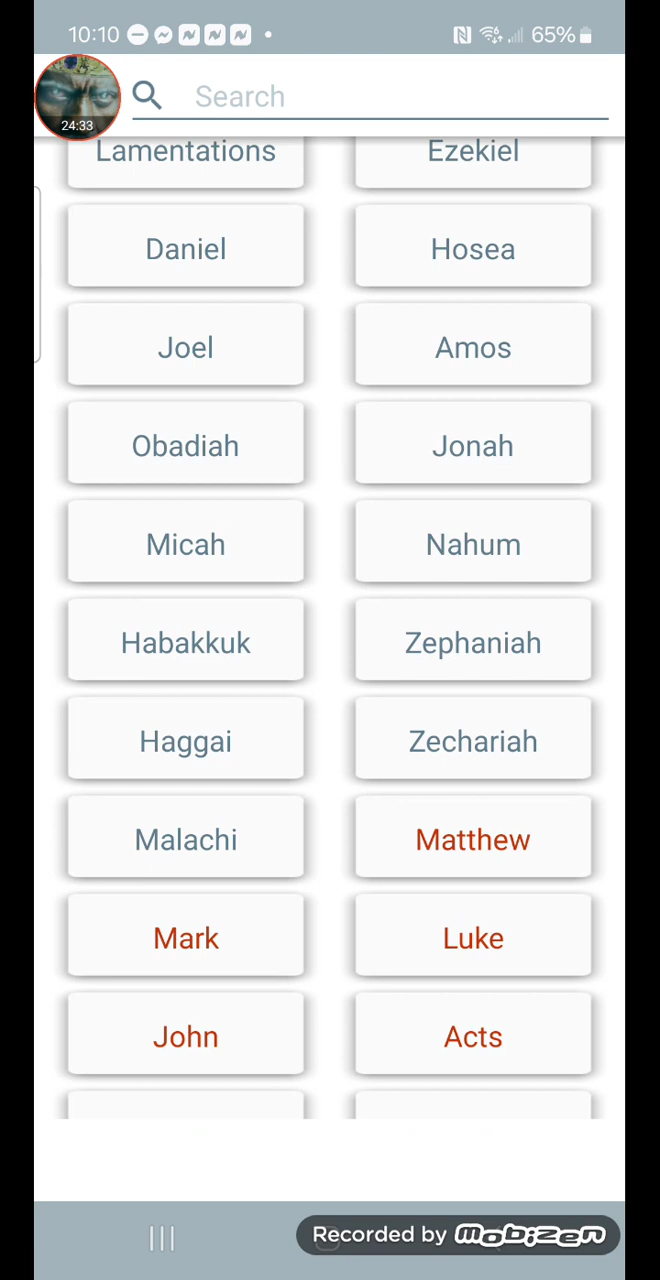 10:10 65%
24:33
Search
Lamentations Ezekiel
Daniel Hosea
Joel Amos
Obadiah Jonah
Micah Nahum
Habakkuk Zephaniah
Haggai Zechariah
Malachi Matthew
Mark Luke
John Acts
Recorded by mobizen